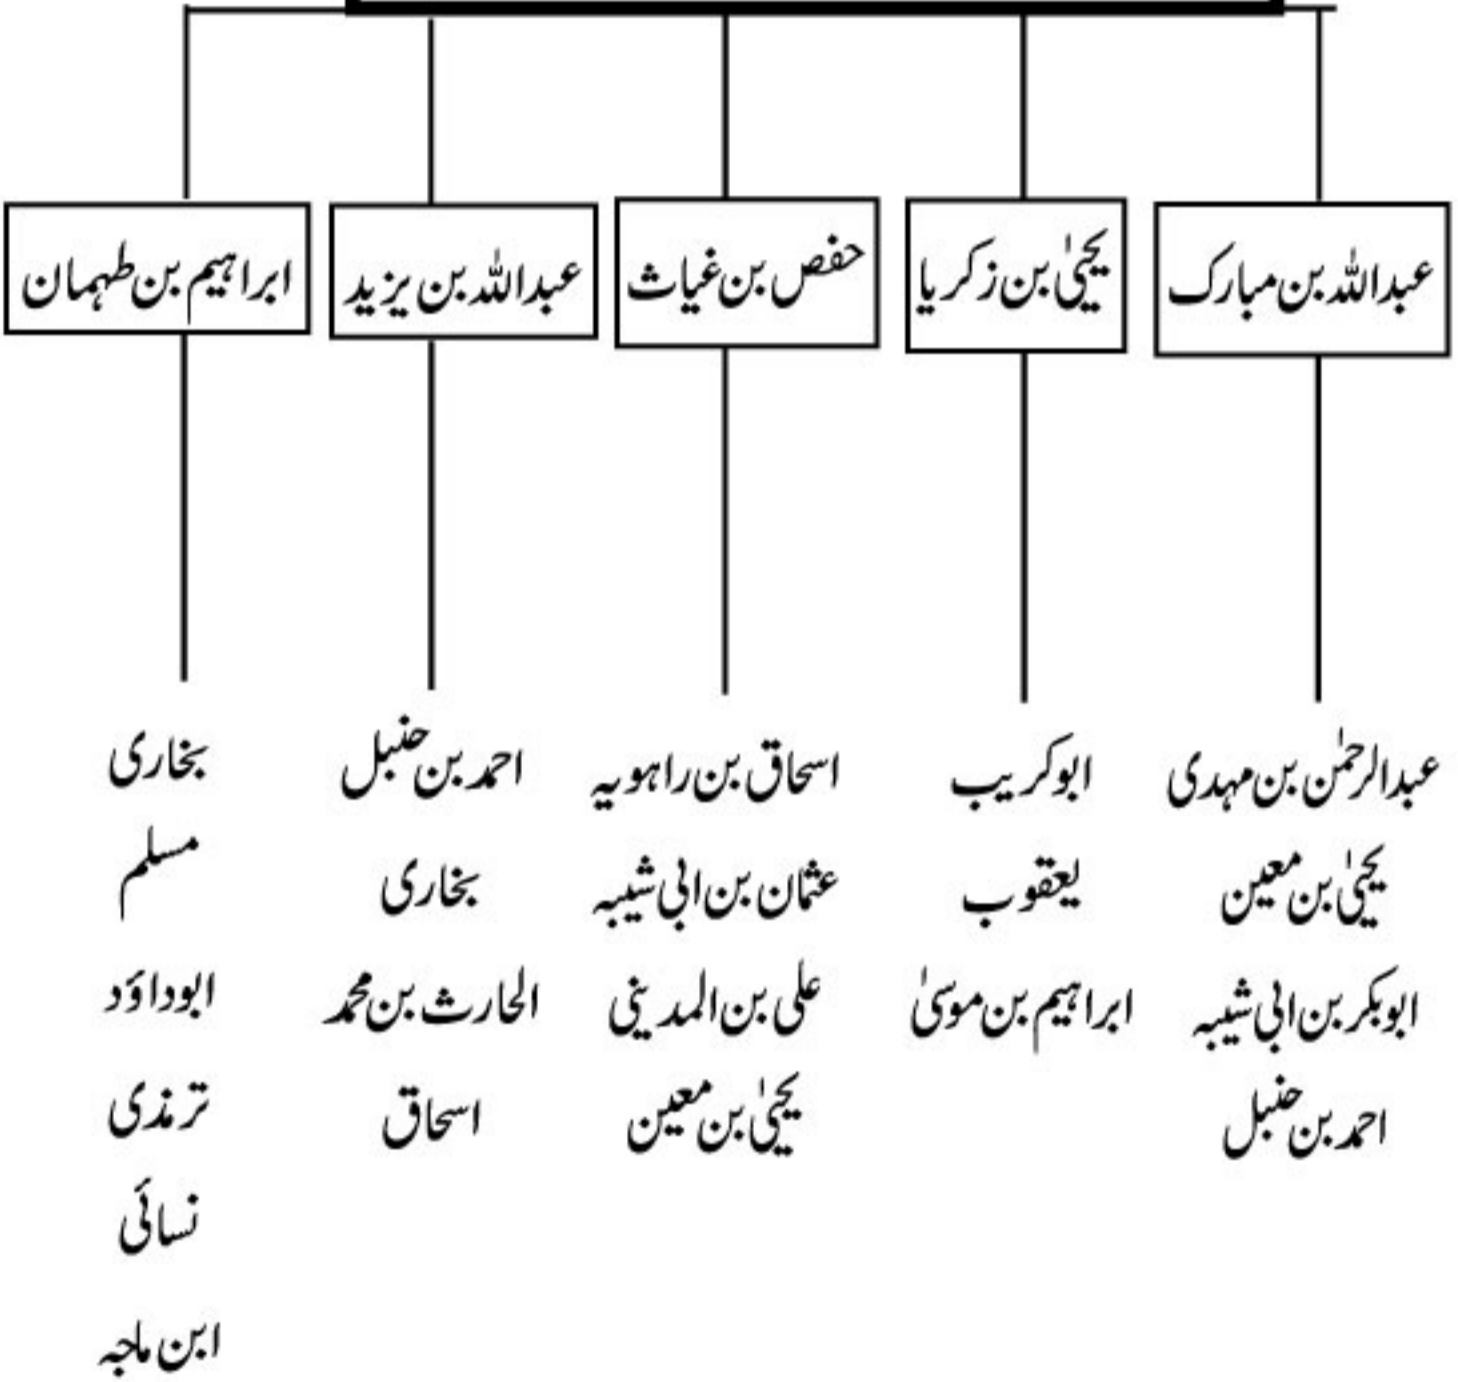 عبداللہ بن مبارک
یحییٰ بن زکریا
حفص بن غیاث
عبداللہ بن یزید
ابراہیم بن طہمان
عبدالرحمٰن بن مہدی
یحییٰ بن معین
ابوبکر بن ابی شیبہ
احمد بن حنبل
ابوکریب
یعقوب
ابراہیم بن موسیٰ
اسحاق بن راہویہ
عثمان بن ابی شیبہ
علی بن المدینی
یحییٰ بن معین
احمد بن حنبل
بخاری
الحارث بن محمد
اسحاق
بخاری
مسلم
ابوداؤد
ترمذی
نسائی
ابن ماجہ